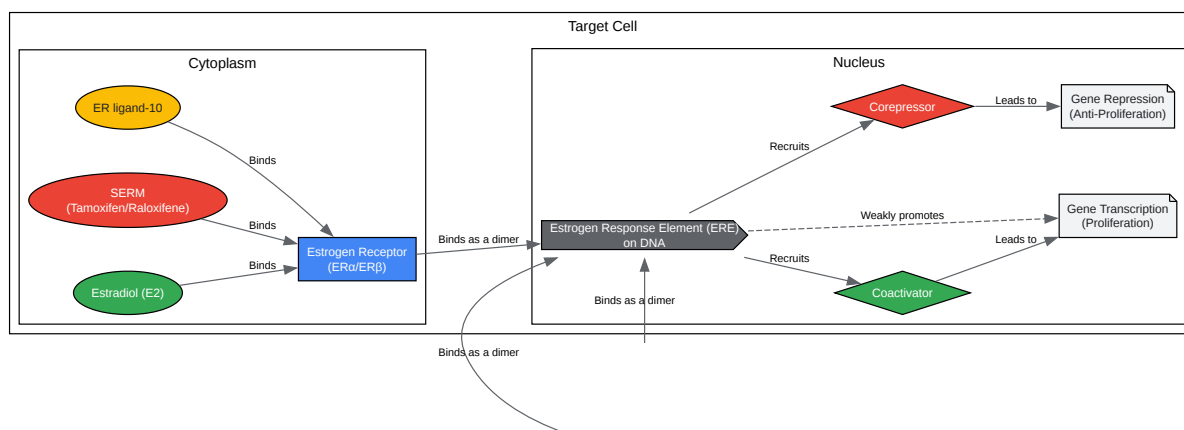 Target Cell
Cytoplasm
Nucleus
ER ligand-10
Corepressor
Leads to
Gene Repression
(Anti-Proliferation)
Binds
Recruits
SERM
(Tamoxifen/Raloxifene)
Binds
Weakly promotes
Gene Transcription
(Proliferation)
Estrogen Receptor
(ERα/ERβ)
Binds as a dimer
Estrogen Response Element (ERE)
on DNA
Leads to
Binds
Recruits
Estradiol (E2)
Coactivator
Binds as a dimer
Binds as a dimer